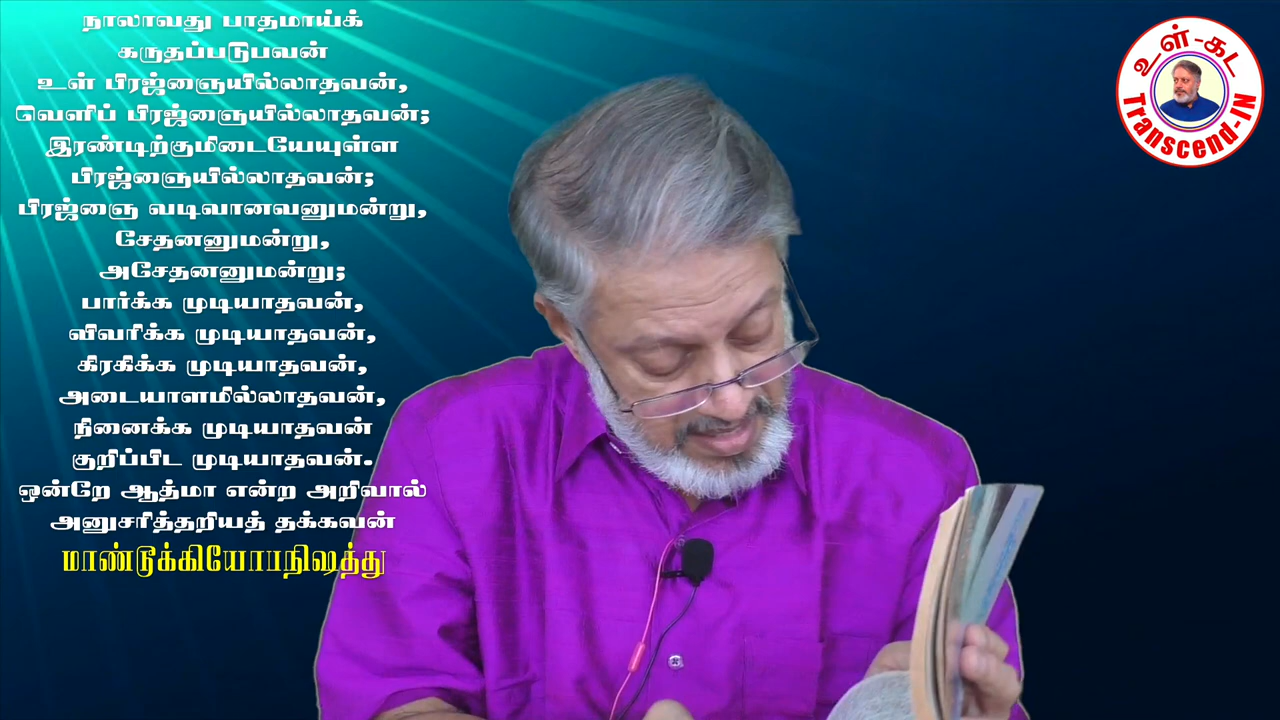 நாலாவது பாதமாய்க்
கருதப்படுபவன்
உள் பிரஜ்ஞையில்லாதவன்,
வெளிப் பிரஜ்ஞையில்லாதவன்;
இரண்டிற்குமிடையேயுள்ள
பிரஜ்ஞையில்லாதவன்;
பிரஜ்ஞை வடிவானவனுமன்று,
சேதனனுமன்று,
அசேதனனுமன்று;
பார்க்க முடியாதவன்,
விவரிக்க முடியாதவன்,
கிரகிக்க முடியாதவன்,
அடையாளமில்லாதவன்,
நினைக்க முடியாதவன்
குறிப்பிட முடியாதவன்.
ஒன்றே ஆத்மா என்ற அறிவால்
அனுசரித்தறியத் தக்கவன்
மாண்டூக்கியோபநிஷத்து
உள்-கட
Transcend-IN